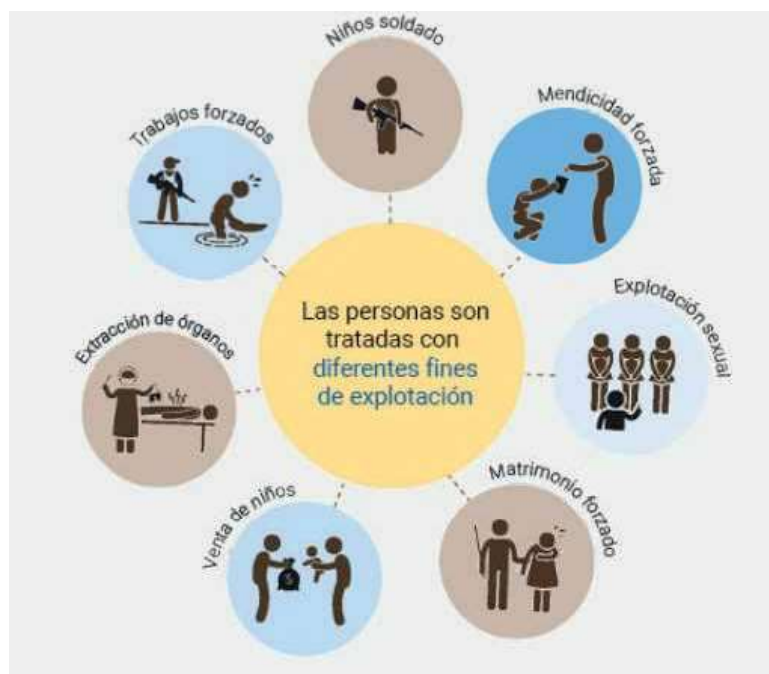 Niños soldado
Mendicidad forzada
Explotación sexual
Matrimonio forzado
Venta de niños
Extracción de órganos
Trabajos forzados
Las personas son
tratadas con
diferentes fines
de explotación
$